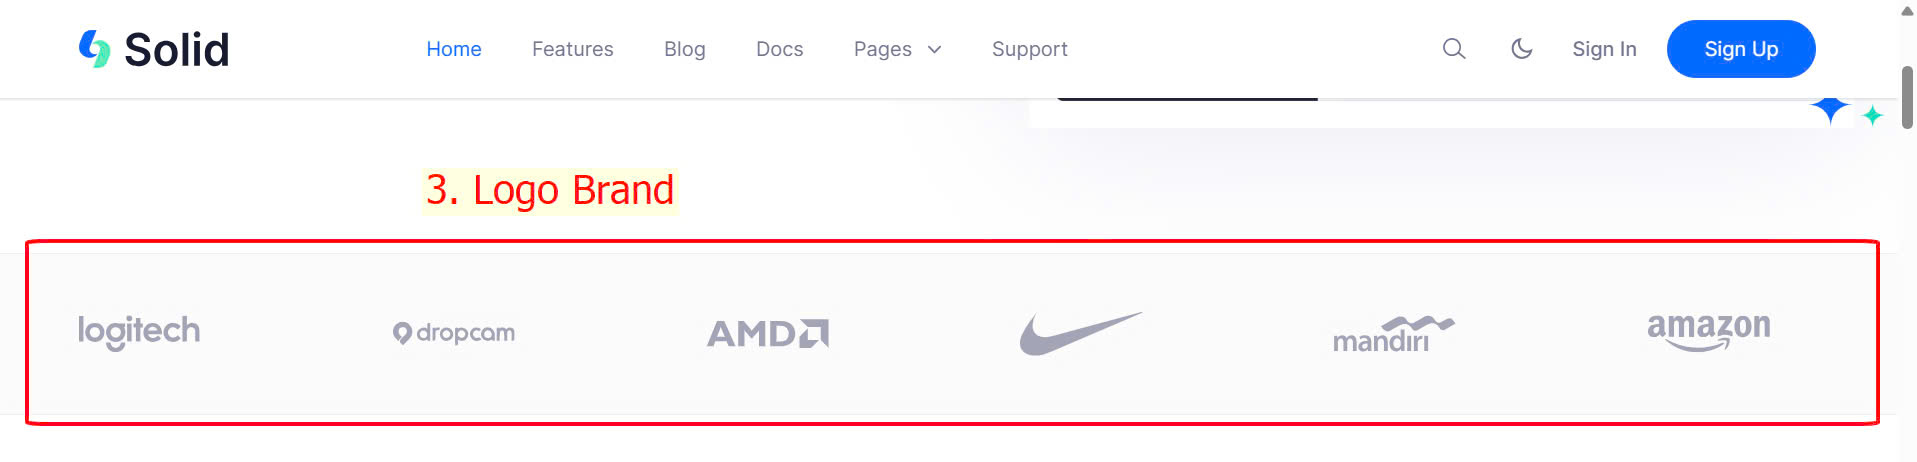 Solid Home Features Blog Docs Pages Support Sign In Sign Up
3. Logo Brand
logitech dropcam AMD mandiri amazon